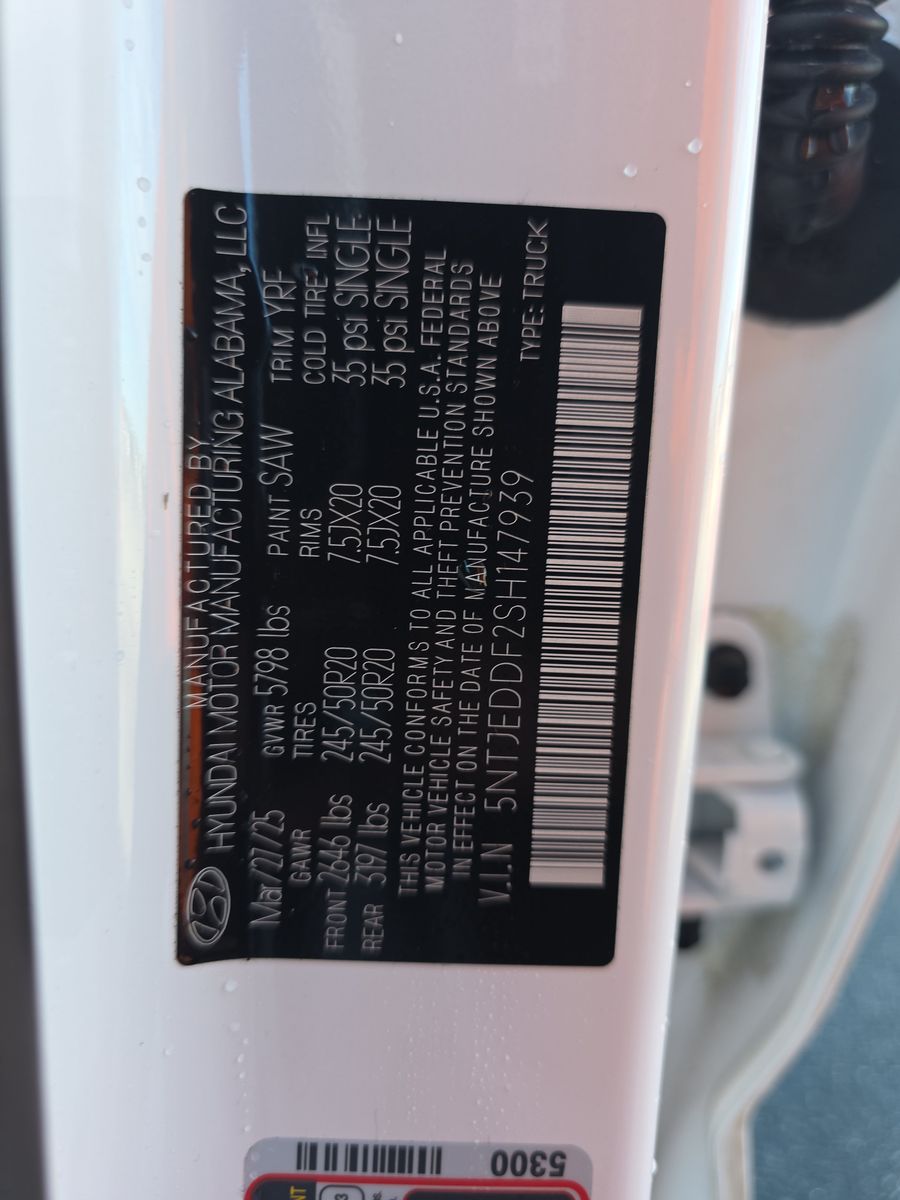 MANUFACTURED BY
HYUNDAI MOTOR MANUFACTURING ALABAMA, LLC
Mar/27/25 GVWR 5798 lbs PAINT SAW TRIM YRF
GAWR TIRES RIMS COLD TIRE INFL
FRONT 2646 lbs 245/50R20 7.5JX20 35 psi SINGLE
REAR 3197 lbs 245/50R20 7.5JX20 35 psi SINGLE
THIS VEHICLE CONFORMS TO ALL APPLICABLE U.S.A. FEDERAL
MOTOR VEHICLE SAFETY AND THEFT PREVENTION STANDARDS
IN EFFECT ON THE DATE OF MANUFACTURE SHOWN ABOVE
V.I.N 5NTJEDDF2SH147939 TYPE: TRUCK
5300